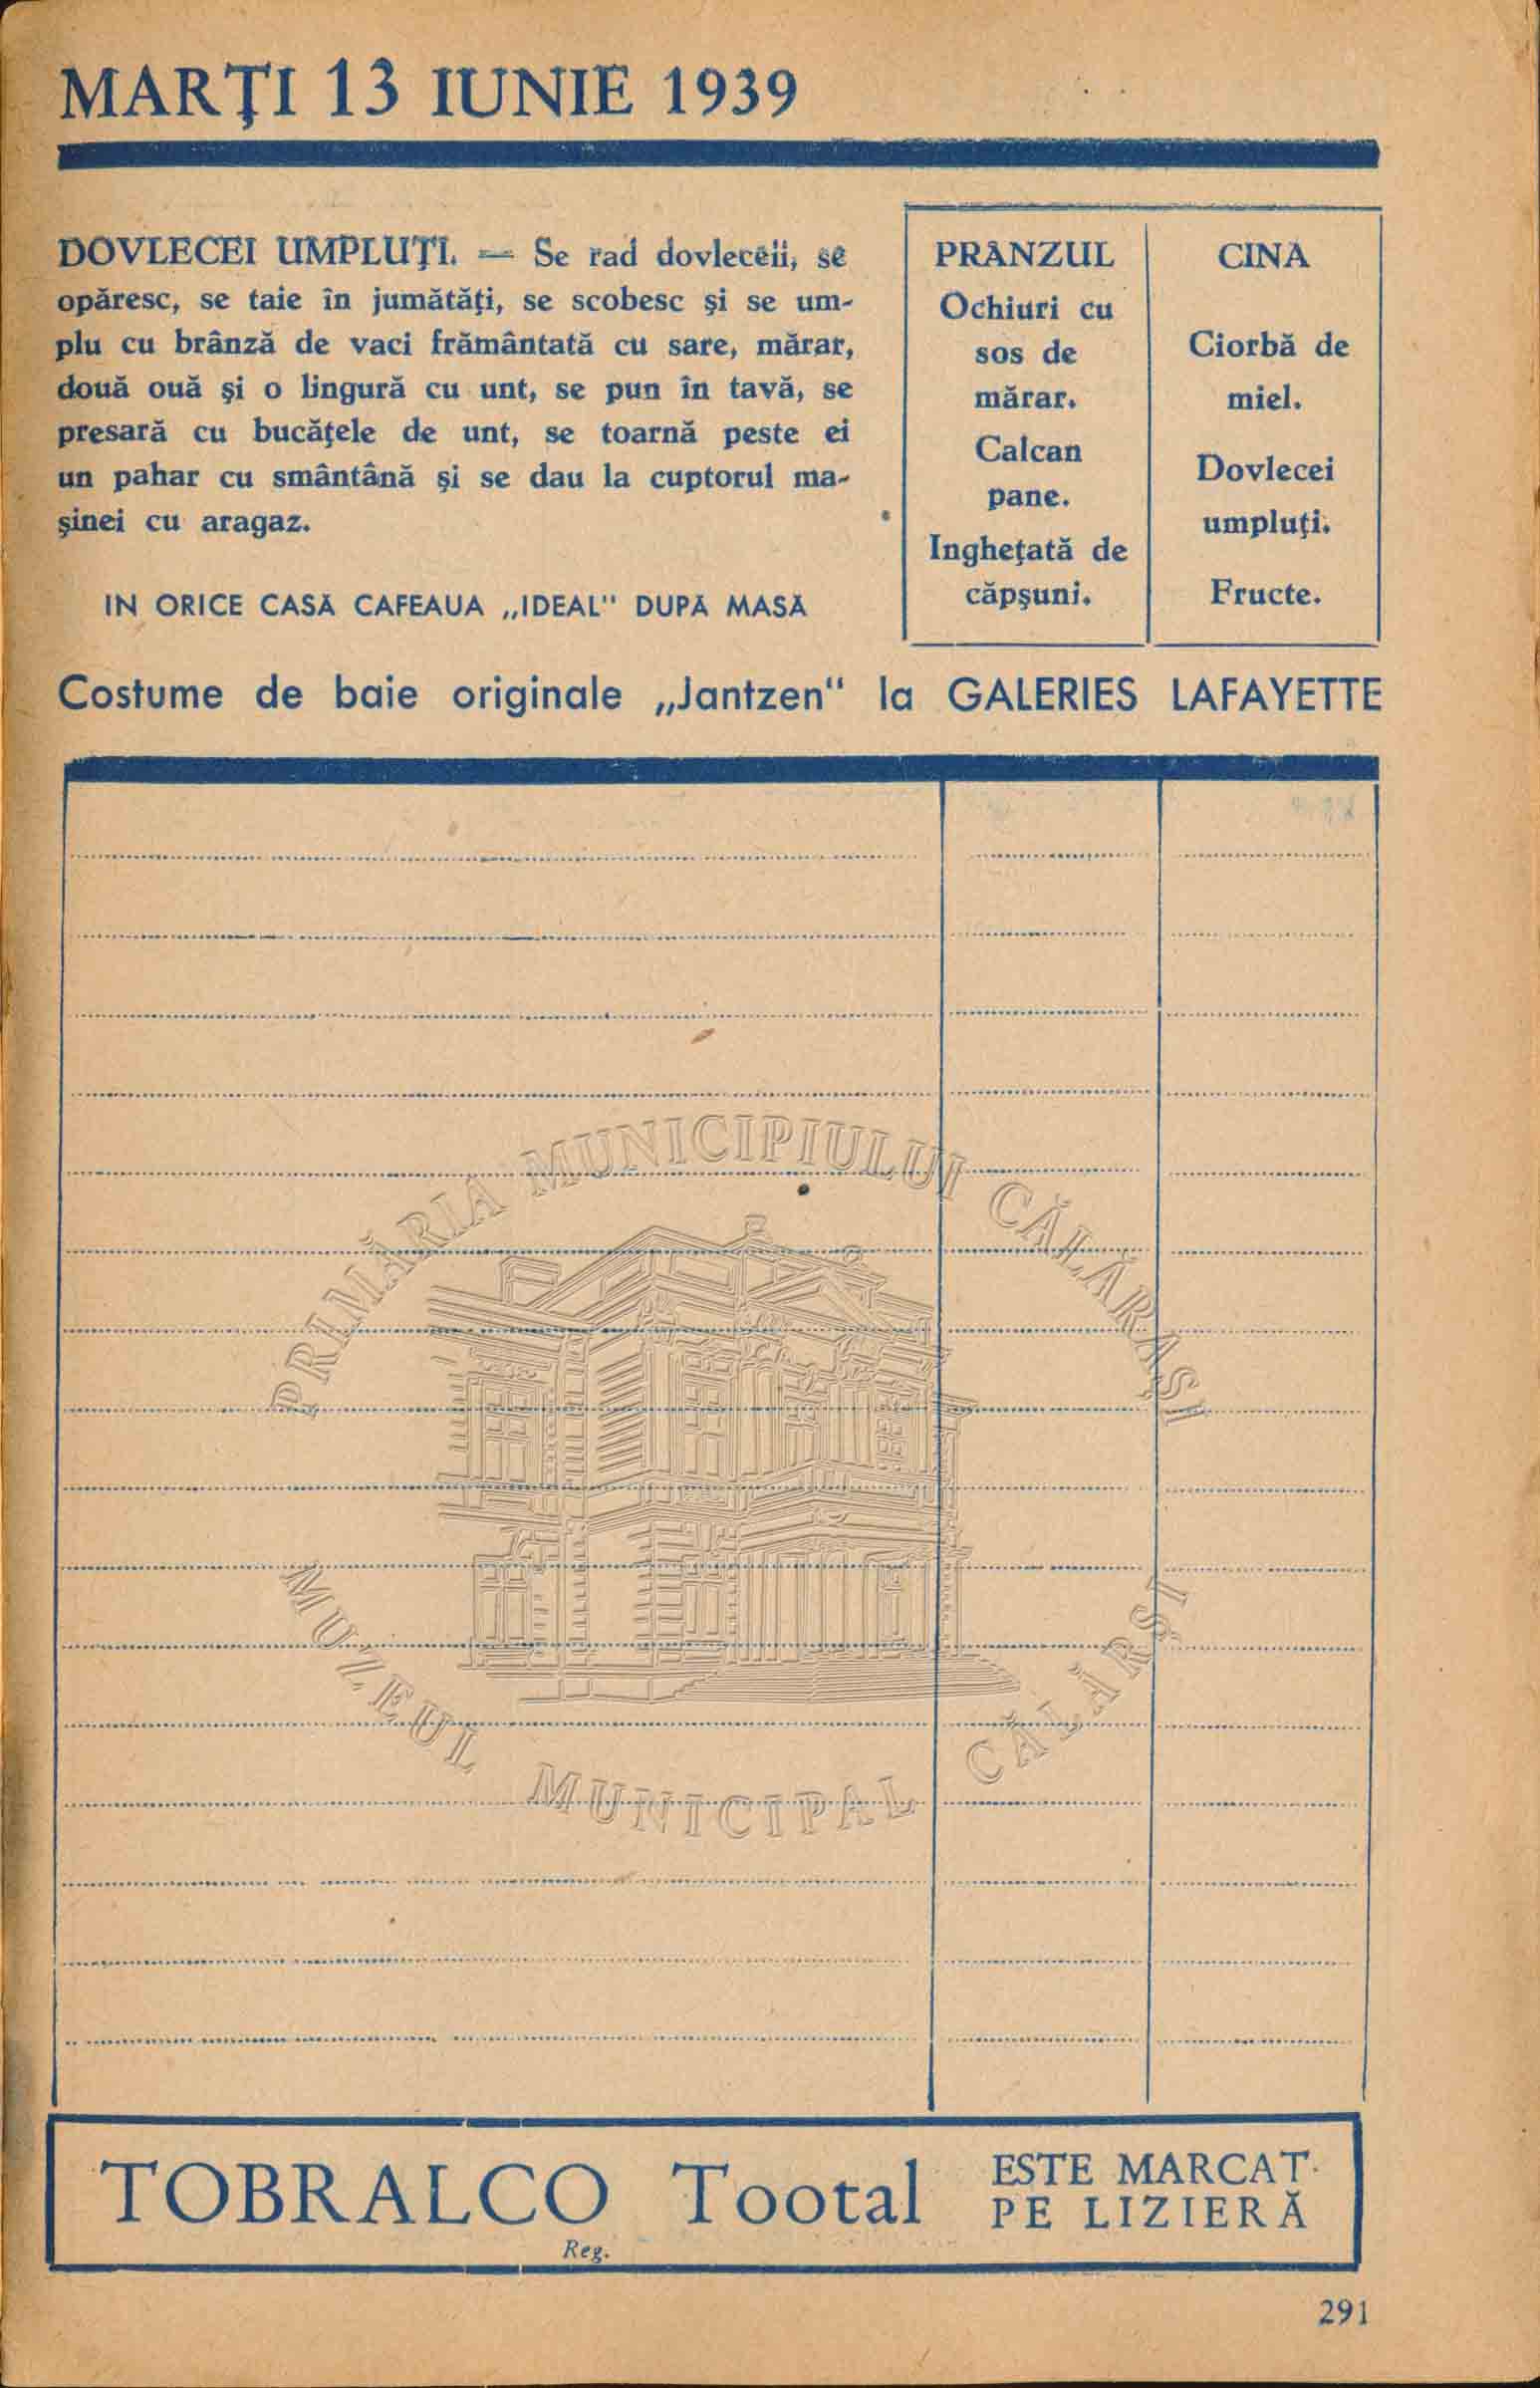 MARŢI 13 IUNIE 1939
DOVLECEI UMPLUŢI. — Se rad dovleceii, se
opăresc, se taie în jumătăţi, se scobesc şi se um-
plu cu brânză de vaci frământată cu sare, mărar,
două ouă şi o lingură cu unt, se pun în tavă, se
presară cu bucăţele de unt, se toarnă peste ei
un pahar cu smântână şi se dau la cuptorul ma-
şinei cu aragaz.
IN ORICE CASĂ CAFEAUA „IDEAL" DUPĂ MASĂ
PRÂNZUL
Ochiuri cu
sos de
mărar.
Calcan
pane.
Inghețată de
căpşuni.
CINA
Ciorbă de
miel.
Dovlecei
umpluţi.
Fructe.
Costume de baie originale „Jantzen" la GALERIES LAFAYETTE
PRIMĂRIA MUNICIPIULUI CĂLĂRAȘI
MUZEUL MUNICIPAL CĂLĂRȘI
TOBRALCO Tootal
Reg.
ESTE MARCAT
PE LIZIERĂ
291